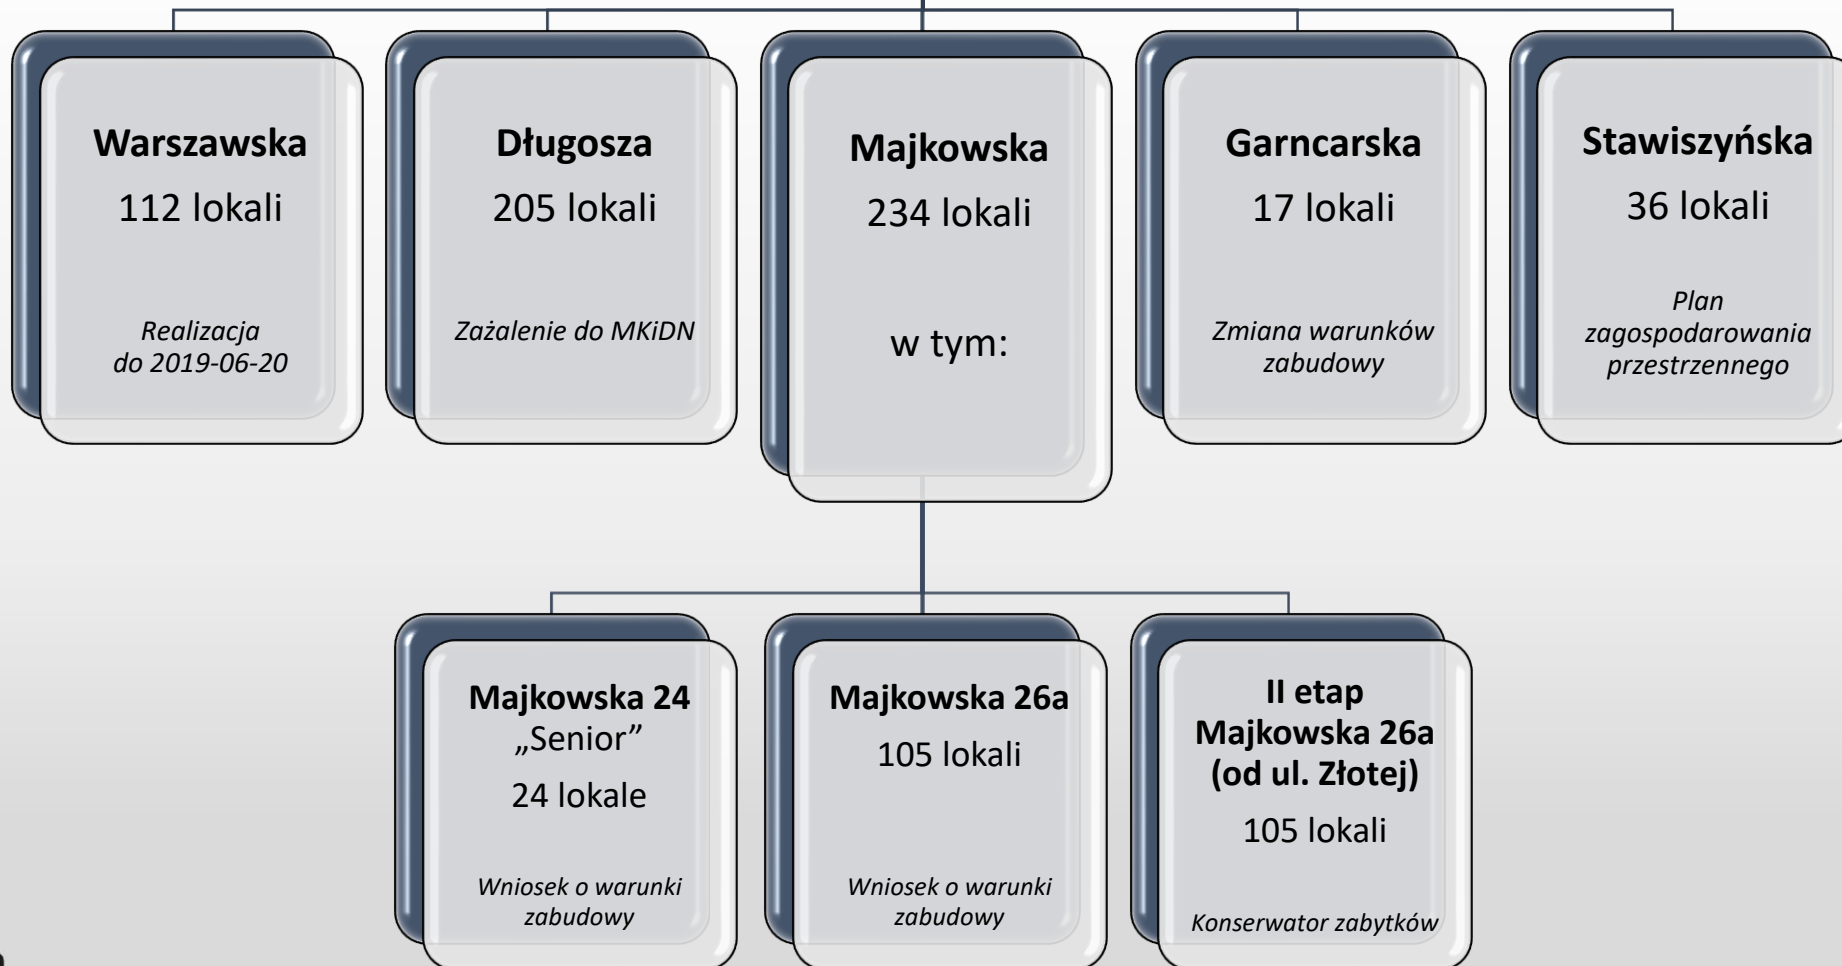 Warszawska
112 lokali
Realizacja
do 2019-06-20
Długosza
205 lokali
Zażalenie do MKiDN
Majkowska
234 lokali
w tym:
Garncarska
17 lokali
Zmiana warunków
zabudowy
Stawiszyńska
36 lokali
Plan
zagospodarowania
przestrzennego
Majkowska 24
„Senior”
24 lokale
Wniosek o warunki
zabudowy
Majkowska 26a
105 lokali
Wniosek o warunki
zabudowy
II etap
Majkowska 26a
(od ul. Złotej)
105 lokali
Konserwator zabytków